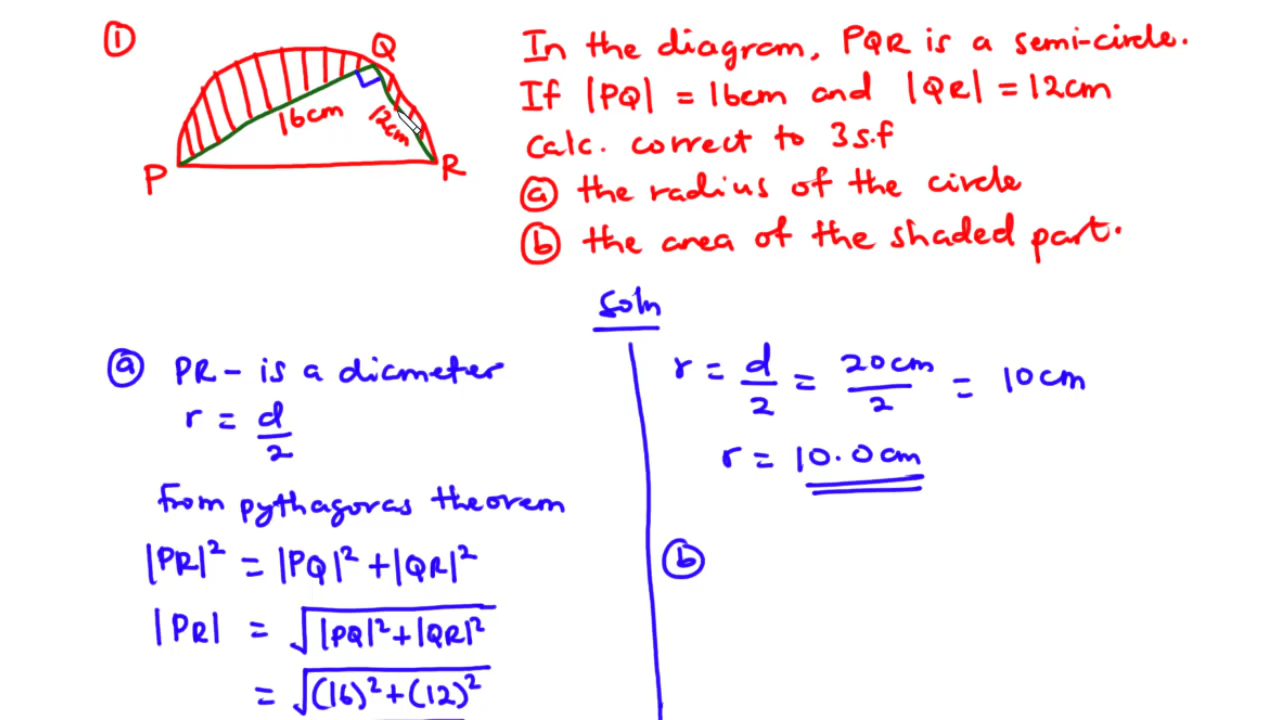 ①
Q
16cm
12cm
P
R
In the diagram, PQR is a semi-circle.
If |PQ| = 16cm and |QR| = 12cm
Calc. correct to 3s.f
ⓐ the radius of the circle
ⓑ the area of the shaded part.
Soln
ⓐ PR - is a diameter
r = d/2
from pythagoras theorem
|PR|² = |PQ|² + |QR|²
|PR| = √|PQ|² + |QR|²
= √(16)² + (12)²
r = d/2 = 20cm/2 = 10cm
r = 10.0cm
ⓑ